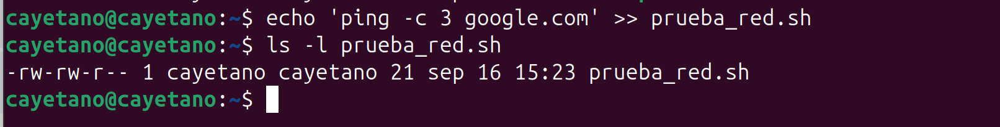 cayetano@cayetano:~$ echo 'ping -c 3 google.com' >> prueba_red.sh
cayetano@cayetano:~$ ls -l prueba_red.sh
-rw-rw-r-- 1 cayetano cayetano 21 sep 16 15:23 prueba_red.sh
cayetano@cayetano:~$